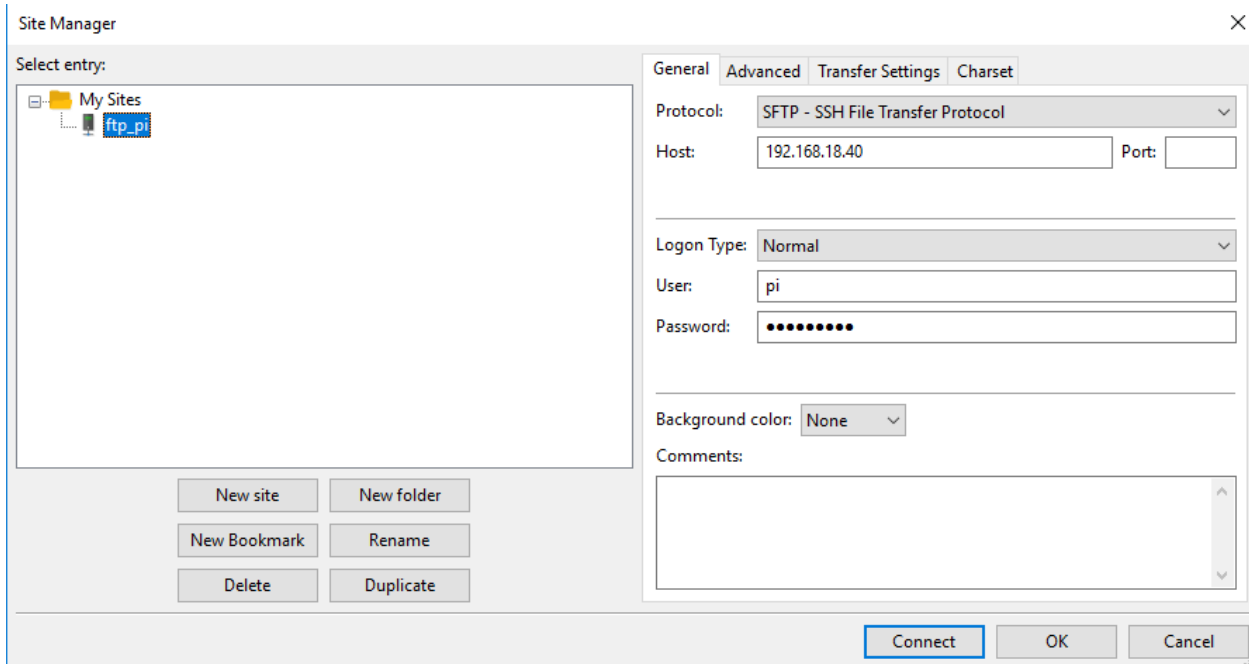 Site Manager
Select entry:
My Sites
ftp_pi
New site
New folder
New Bookmark
Rename
Delete
Duplicate
General Advanced Transfer Settings Charset
Protocol: SFTP - SSH File Transfer Protocol
Host: 192.168.18.40 Port:
Logon Type: Normal
User: pi
Password: ●●●●●●●●●
Background color: None
Comments:
Connect OK Cancel